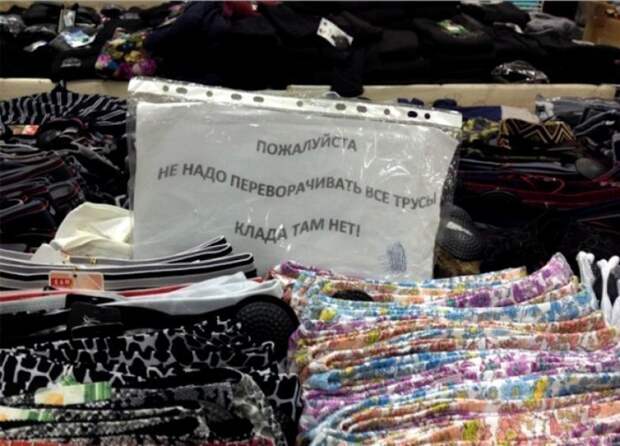 ПОЖАЛУЙСТА
НЕ НАДО ПЕРЕВОРАЧИВАТЬ ВСЕ ТРУСЫ
КЛАДА ТАМ НЕТ!